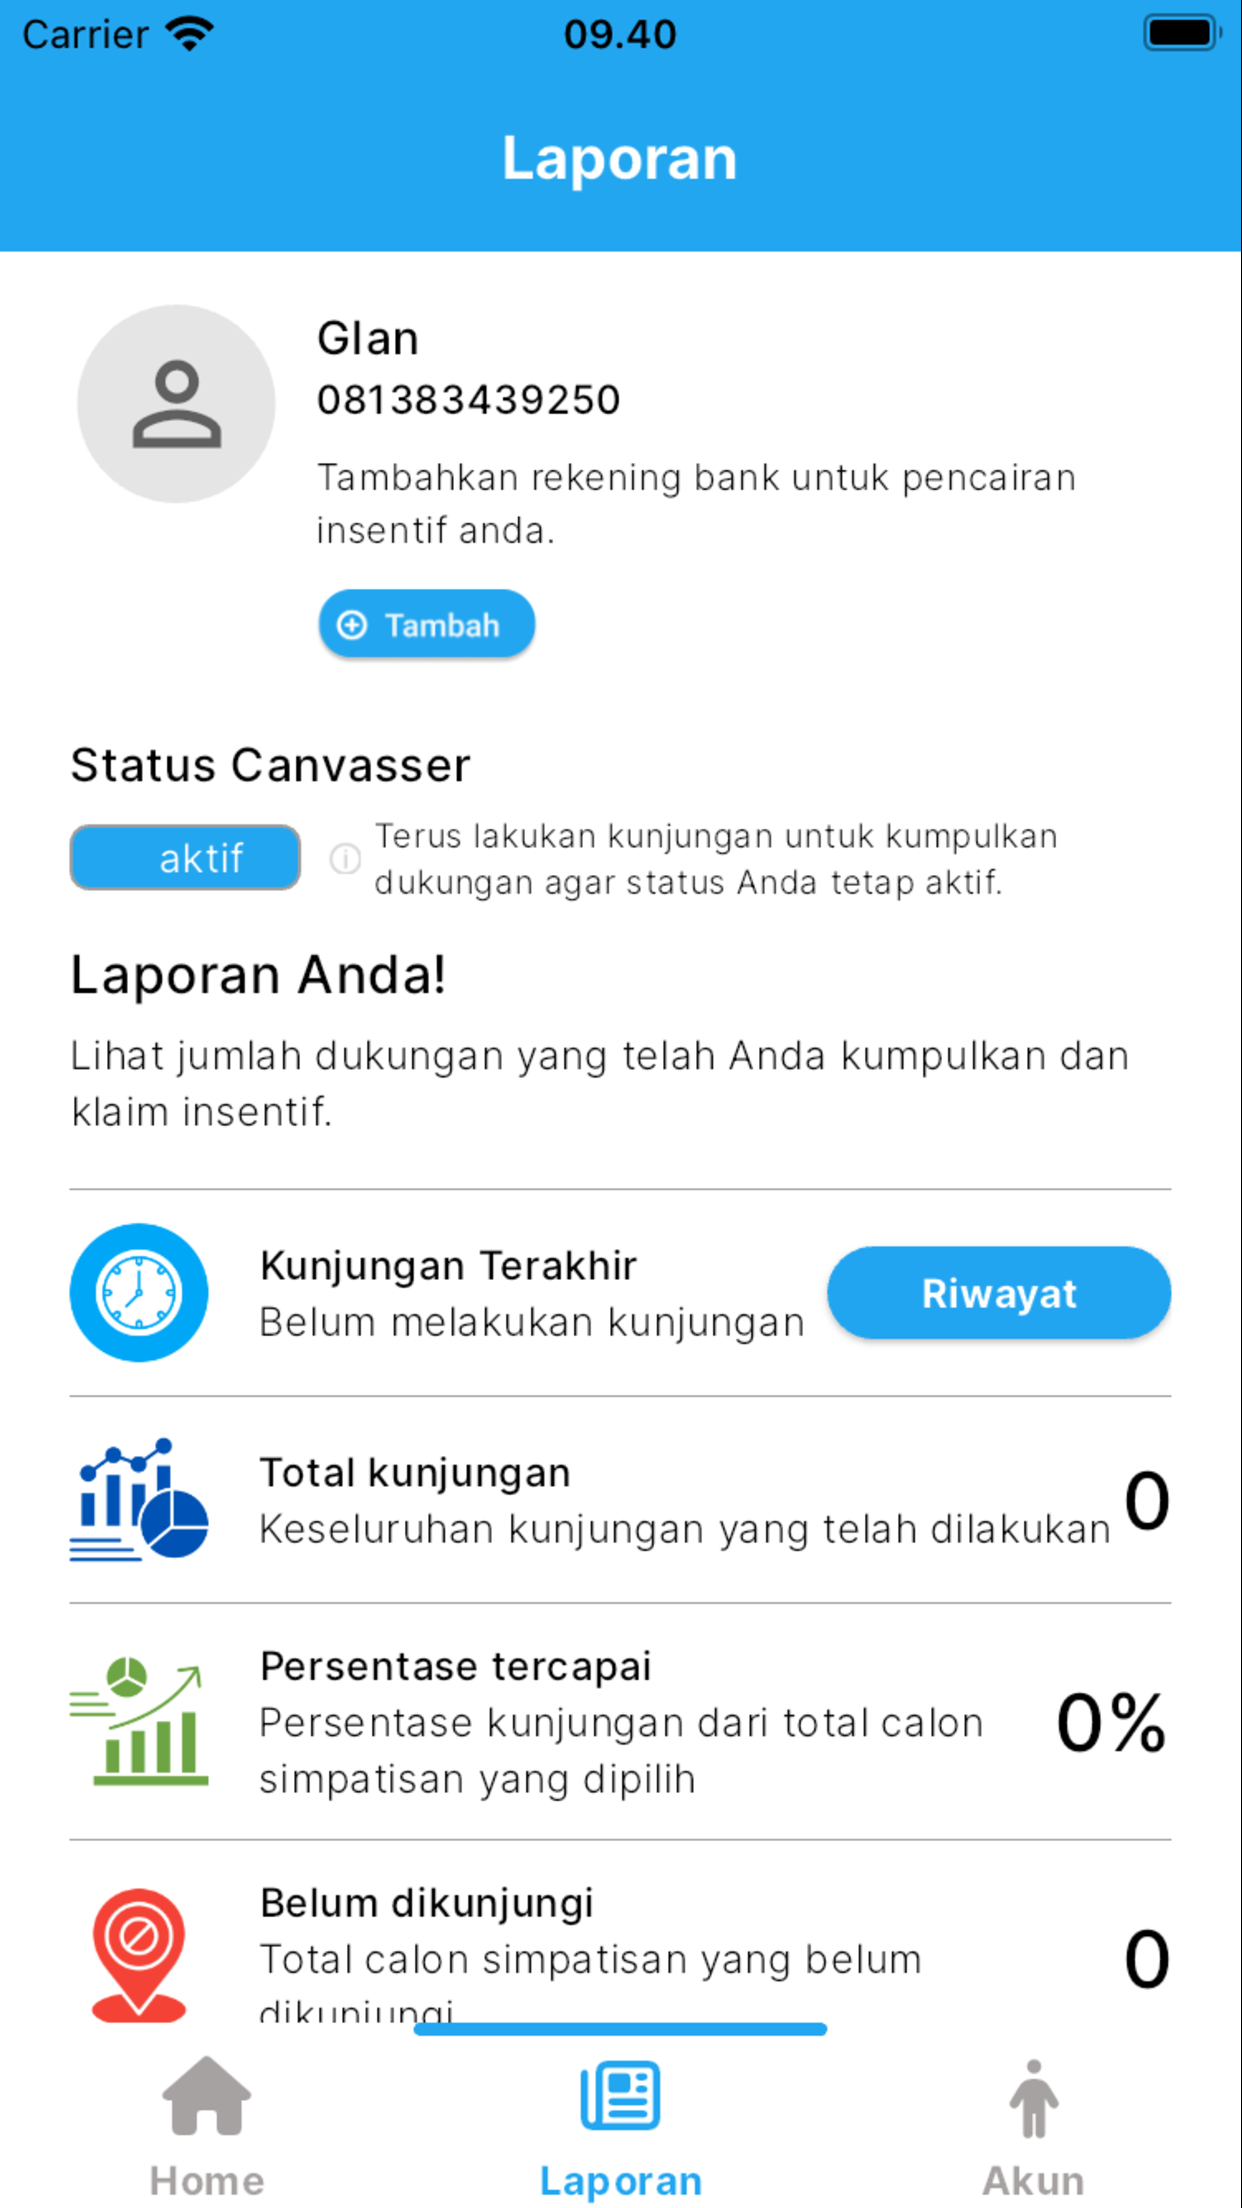 Carrier
09.40
Laporan
Glan
081383439250
Tambahkan rekening bank untuk pencairan
insentif anda.
Tambah
Status Canvasser
aktif
Terus lakukan kunjungan untuk kumpulkan
dukungan agar status Anda tetap aktif.
Laporan Anda!
Lihat jumlah dukungan yang telah Anda kumpulkan dan
klaim insentif.
Kunjungan Terakhir
Belum melakukan kunjungan
Riwayat
Total kunjungan
Keseluruhan kunjungan yang telah dilakukan
0
Persentase tercapai
Persentase kunjungan dari total calon
simpatisan yang dipilih
0%
Belum dikunjungi
Total calon simpatisan yang belum
dikunjungi
0
Home
Laporan
Akun